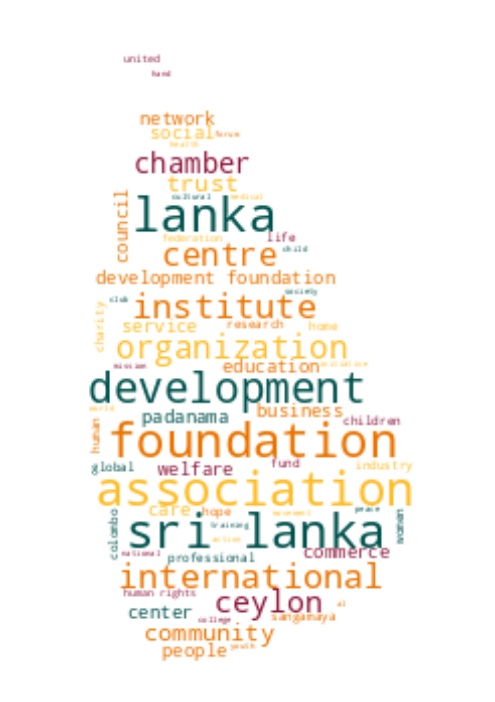 united
hand
network
social forum
health
chamber
trust
cultural medical
lanka
council
federation life
centre child
development foundation
society
club
institute
charity
service research home
organization
education initiative
mission
development
world
padanama business
children
human
foundation
global welfare fund industry
association
care hope peace
colombo
training movement
women
sri lanka
action
national commerce
professional
international
human rights
ceylon al
center college sangamaya
community
people youth